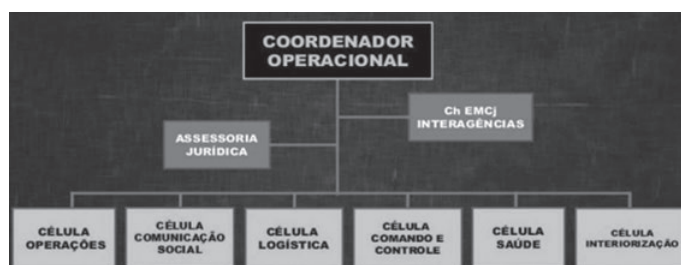 COORDENADOR
OPERACIONAL
Ch EMCj
INTERAGÊNCIAS
ASSESSORIA
JURÍDICA
CÉLULA
OPERAÇÕES
CÉLULA
COMUNICAÇÃO
SOCIAL
CÉLULA
LOGÍSTICA
CÉLULA
COMANDO E
CONTROLE
CÉLULA
SAÚDE
CÉLULA
INTERIORIZAÇÃO